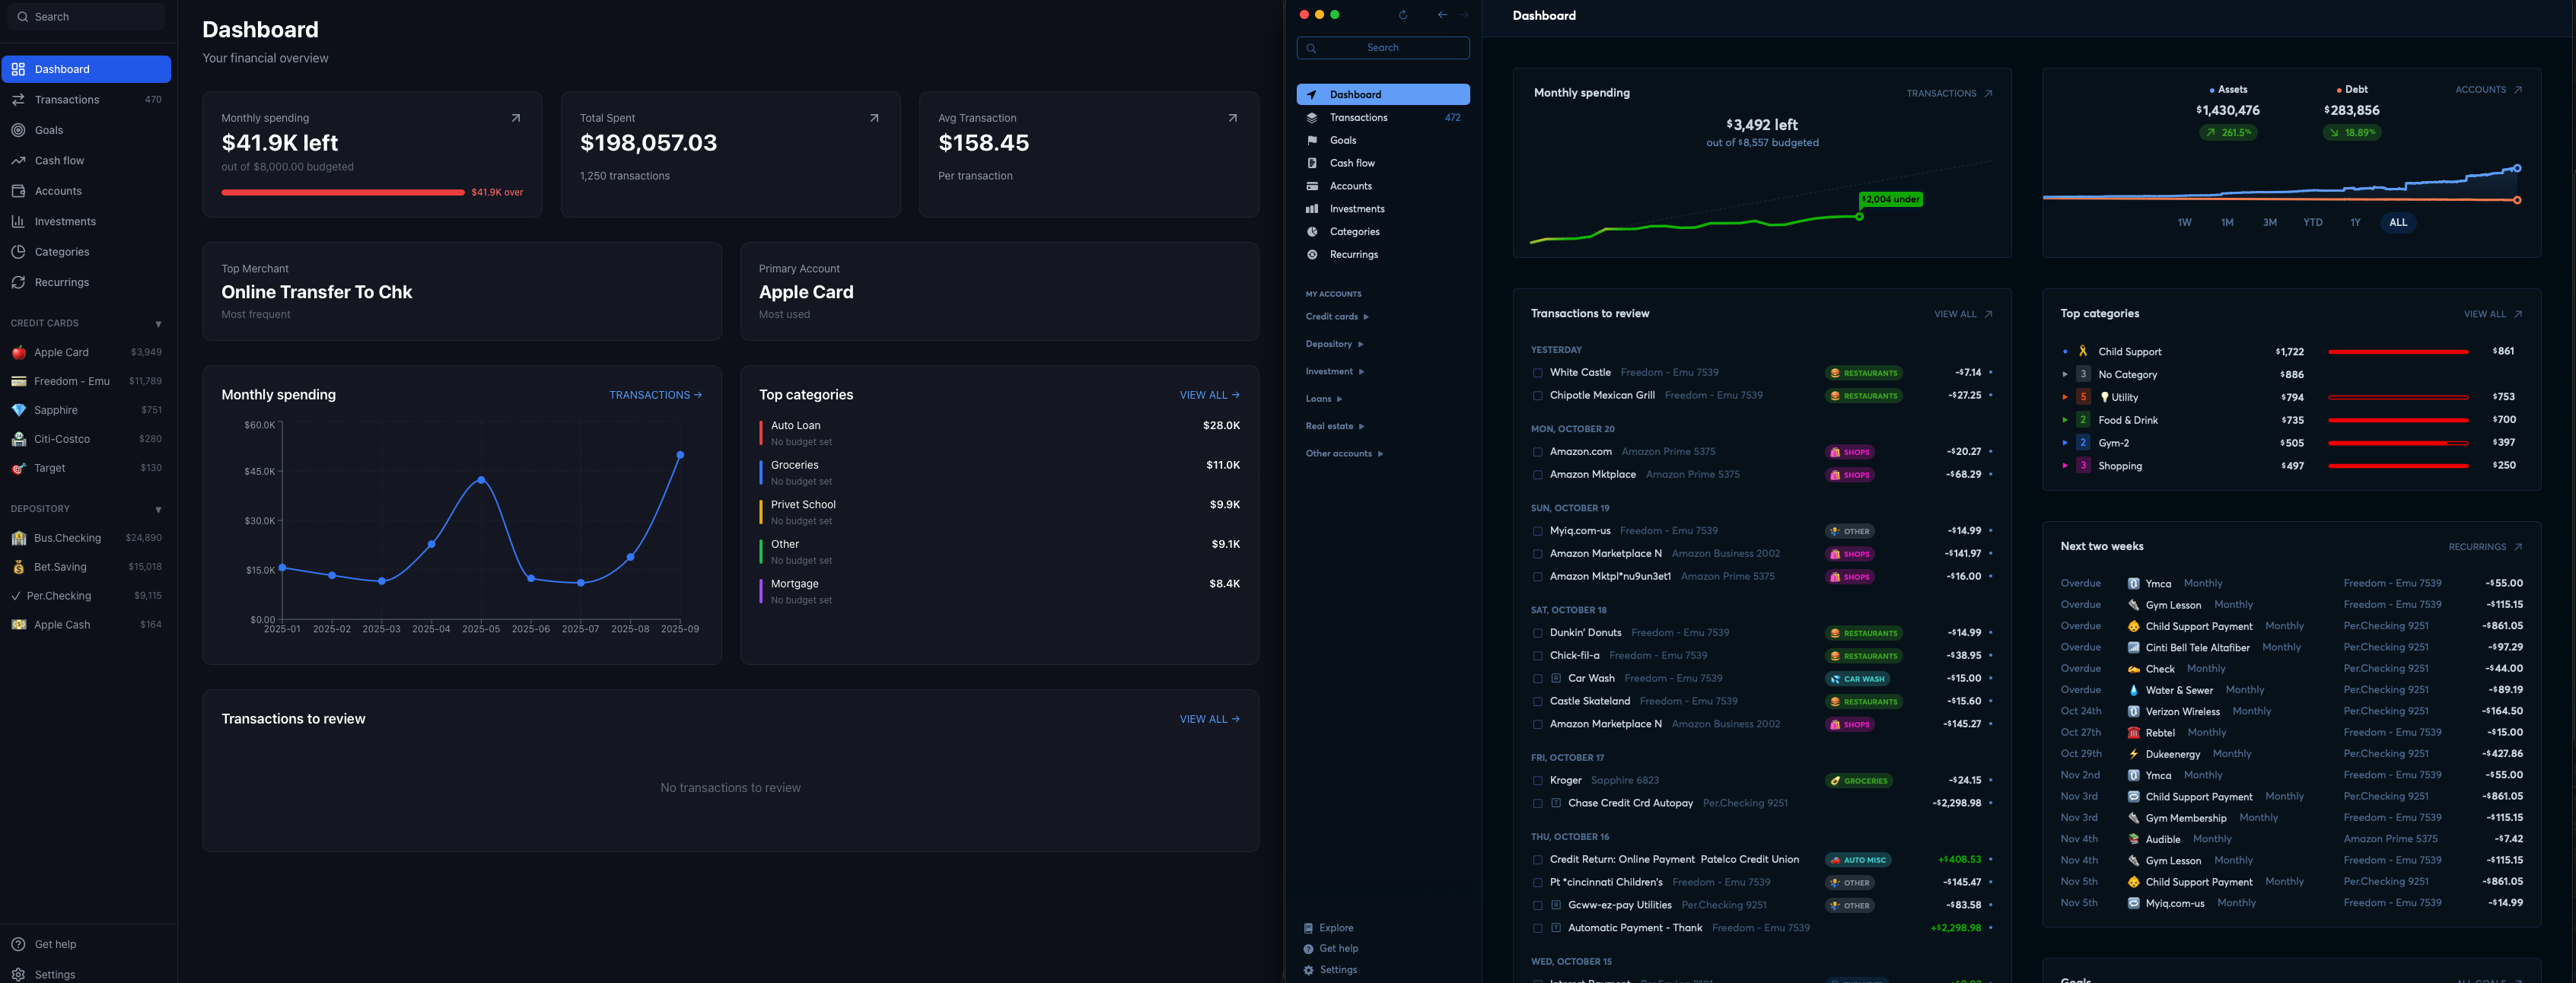 Search
Dashboard
Transactions 470
Goals
Cash flow
Accounts
Investments
Categories
Recurrings
CREDIT CARDS ▼
Apple Card $3,949
Freedom - Emu $11,789
Sapphire $751
Citi-Costco $280
Target $130
DEPOSITORY ▼
Bus.Checking $24,890
Bet.Saving $15,018
✓ Per.Checking $9,115
Apple Cash $164
Get help
Settings
Dashboard
Your financial overview
Monthly spending
$41.9K left
out of $8,000.00 budgeted
$41.9K over
Total Spent
$198,057.03
1,250 transactions
Avg Transaction
$158.45
Per transaction
Top Merchant
Online Transfer To Chk
Most frequent
Primary Account
Apple Card
Most used
Monthly spending TRANSACTIONS →
$60.0K
$45.0K
$30.0K
$15.0K
$0.00
2025-01 2025-02 2025-03 2025-04 2025-05 2025-06 2025-07 2025-08 2025-09
Top categories VIEW ALL →
Auto Loan $28.0K
No budget set
Groceries $11.0K
No budget set
Privet School $9.9K
No budget set
Other $9.1K
No budget set
Mortgage $8.4K
No budget set
Transactions to review VIEW ALL →
No transactions to review
Search
Dashboard
Transactions 472
Goals
Cash flow
Accounts
Investments
Categories
Recurrings
MY ACCOUNTS
Credit cards ▶
Depository ▶
Investment ▶
Loans ▶
Real estate ▶
Other accounts ▶
Explore
Get help
Settings
Dashboard
Monthly spending TRANSACTIONS
$3,492 left
out of $8,557 budgeted
$2,004 under
Assets Debt ACCOUNTS
$1,430,476 $283,856
261.5% 18.89%
1W 1M 3M YTD 1Y ALL
Transactions to review VIEW ALL
YESTERDAY
White Castle Freedom - Emu 7539 RESTAURANTS -$7.14
Chipotle Mexican Grill Freedom - Emu 7539 RESTAURANTS -$27.25
MON, OCTOBER 20
Amazon.com Amazon Prime 5375 SHOPS -$20.27
Amazon Mktplace Amazon Prime 5375 SHOPS -$68.29
SUN, OCTOBER 19
Myiq.com-us Freedom - Emu 7539 OTHER -$14.99
Amazon Marketplace N Amazon Business 2002 SHOPS -$141.97
Amazon Mktpl*nu9un3et1 Amazon Prime 5375 SHOPS -$16.00
SAT, OCTOBER 18
Dunkin' Donuts Freedom - Emu 7539 RESTAURANTS -$14.99
Chick-fil-a Freedom - Emu 7539 RESTAURANTS -$38.95
Car Wash Freedom - Emu 7539 CAR WASH -$15.00
Castle Skateland Freedom - Emu 7539 RESTAURANTS -$15.60
Amazon Marketplace N Amazon Business 2002 SHOPS -$145.27
FRI, OCTOBER 17
Kroger Sapphire 6823 GROCERIES -$24.15
Chase Credit Crd Autopay Per.Checking 9251 -$2,298.98
THU, OCTOBER 16
Credit Return: Online Payment Patelco Credit Union AUTO MISC +$408.53
Pt *cincinnati Children's Freedom - Emu 7539 OTHER -$145.47
Gcww-ez-pay Utilities Per.Checking 9251 OTHER -$83.58
Automatic Payment - Thank Freedom - Emu 7539 +$2,298.98
WED, OCTOBER 15
Top categories VIEW ALL
Child Support $1,722 $861
3 No Category $886
5 Utility $794 $753
2 Food & Drink $735 $700
2 Gym-2 $505 $397
3 Shopping $497 $250
Next two weeks RECURRINGS
Overdue Ymca Monthly Freedom - Emu 7539 -$55.00
Overdue Gym Lesson Monthly Freedom - Emu 7539 -$115.15
Overdue Child Support Payment Monthly Per.Checking 9251 -$861.05
Overdue Cinti Bell Tele Altafiber Monthly Per.Checking 9251 -$97.29
Overdue Check Monthly Per.Checking 9251 -$44.00
Overdue Water & Sewer Monthly Per.Checking 9251 -$89.19
Oct 24th Verizon Wireless Monthly Per.Checking 9251 -$164.50
Oct 27th Rebtel Monthly Freedom - Emu 7539 -$15.00
Oct 29th Dukeenergy Monthly Per.Checking 9251 -$427.86
Nov 2nd Ymca Monthly Freedom - Emu 7539 -$55.00
Nov 3rd Child Support Payment Monthly Per.Checking 9251 -$861.05
Nov 3rd Gym Membership Monthly Freedom - Emu 7539 -$115.15
Nov 4th Audible Monthly Amazon Prime 5375 -$7.42
Nov 4th Gym Lesson Monthly Freedom - Emu 7539 -$115.15
Nov 5th Child Support Payment Monthly Per.Checking 9251 -$861.05
Nov 5th Myiq.com-us Monthly Freedom - Emu 7539 -$14.99